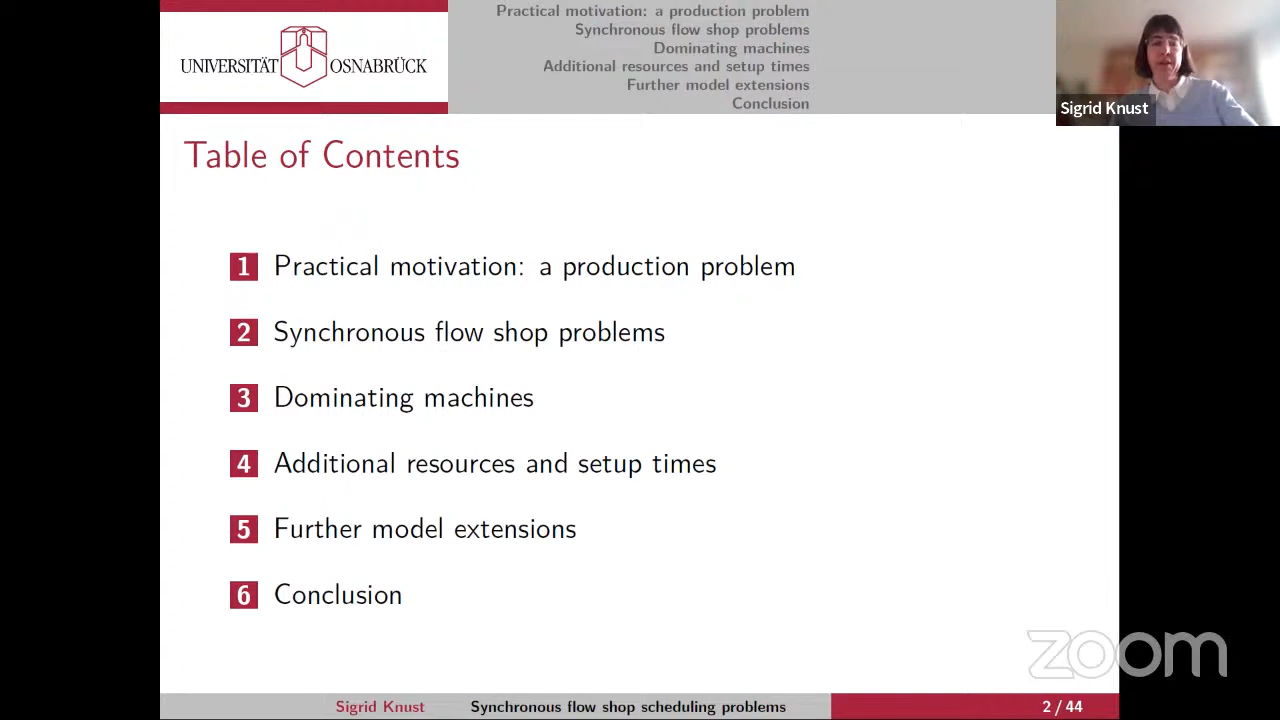 UNIVERSITÄT OSNABRÜCK
Practical motivation: a production problem
Synchronous flow shop problems
Dominating machines
Additional resources and setup times
Further model extensions
Conclusion
Sigrid Knust
Table of Contents
1 Practical motivation: a production problem
2 Synchronous flow shop problems
3 Dominating machines
4 Additional resources and setup times
5 Further model extensions
6 Conclusion
zoom
Sigrid Knust Synchronous flow shop scheduling problems 2 / 44